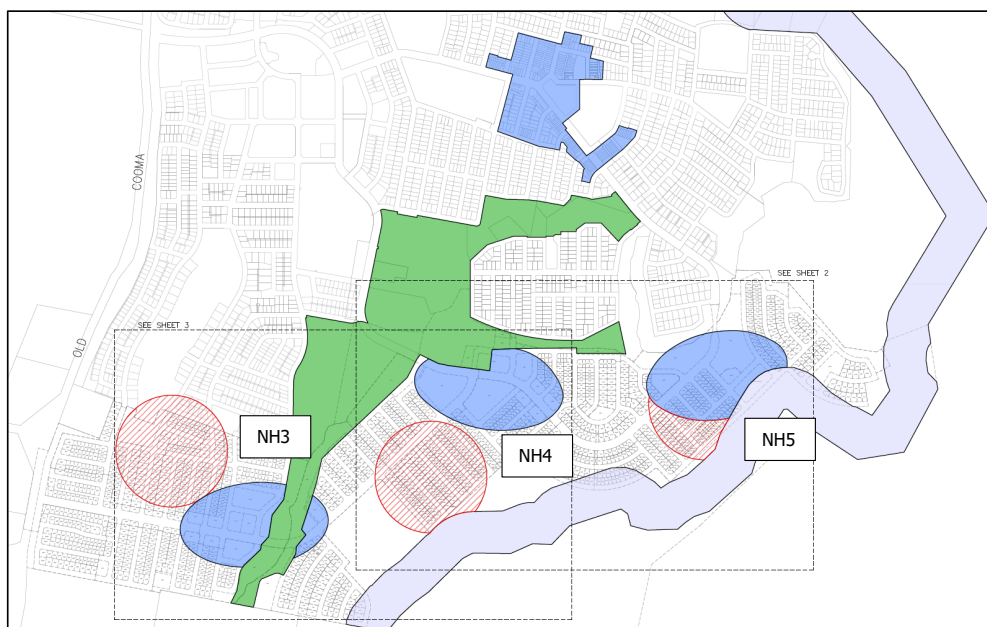 COOMA
OLD
SEE SHEET 2
SEE SHEET 3
NH3
NH4
NH5